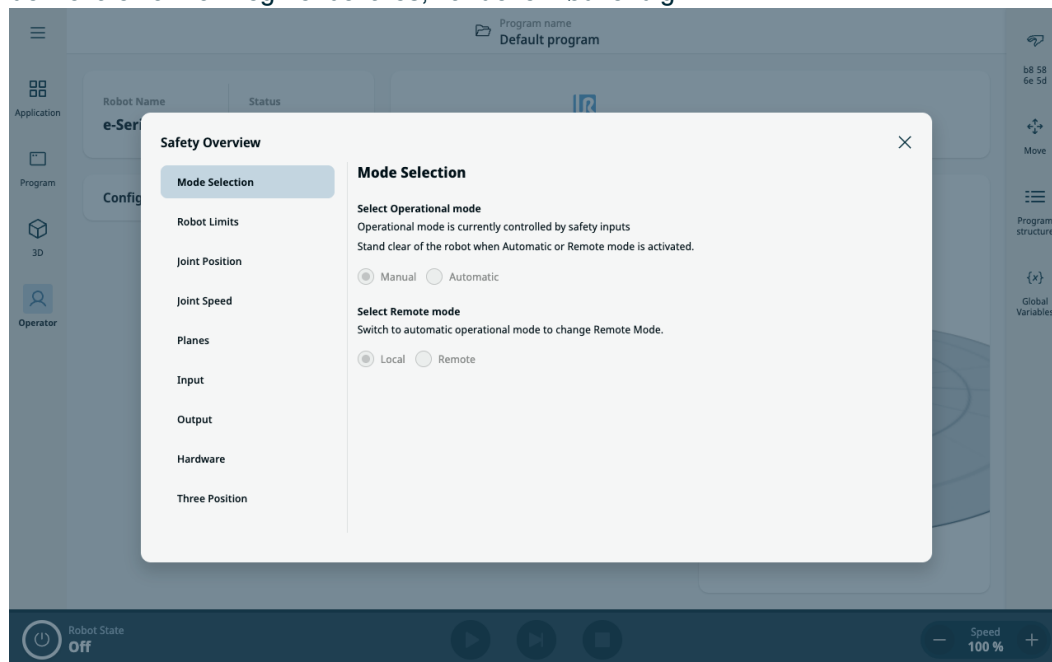 Program name
Default program
b8 58
6e 5d
Application
Robot Name
Status
e-Seri
Move
Safety Overview
Mode Selection
Mode Selection
Program
Config
Select Operational mode
Robot Limits
Operational mode is currently controlled by safety inputs
Program
structure
Stand clear of the robot when Automatic or Remote mode is activated.
3D
Joint Position
Manual
Automatic
Joint Speed
Select Remote mode
Global
Variables
Operator
Switch to automatic operational mode to change Remote Mode.
Planes
Local
Remote
{x}
Input
Output
Hardware
Three Position
Robot State
Off
Speed
100 %